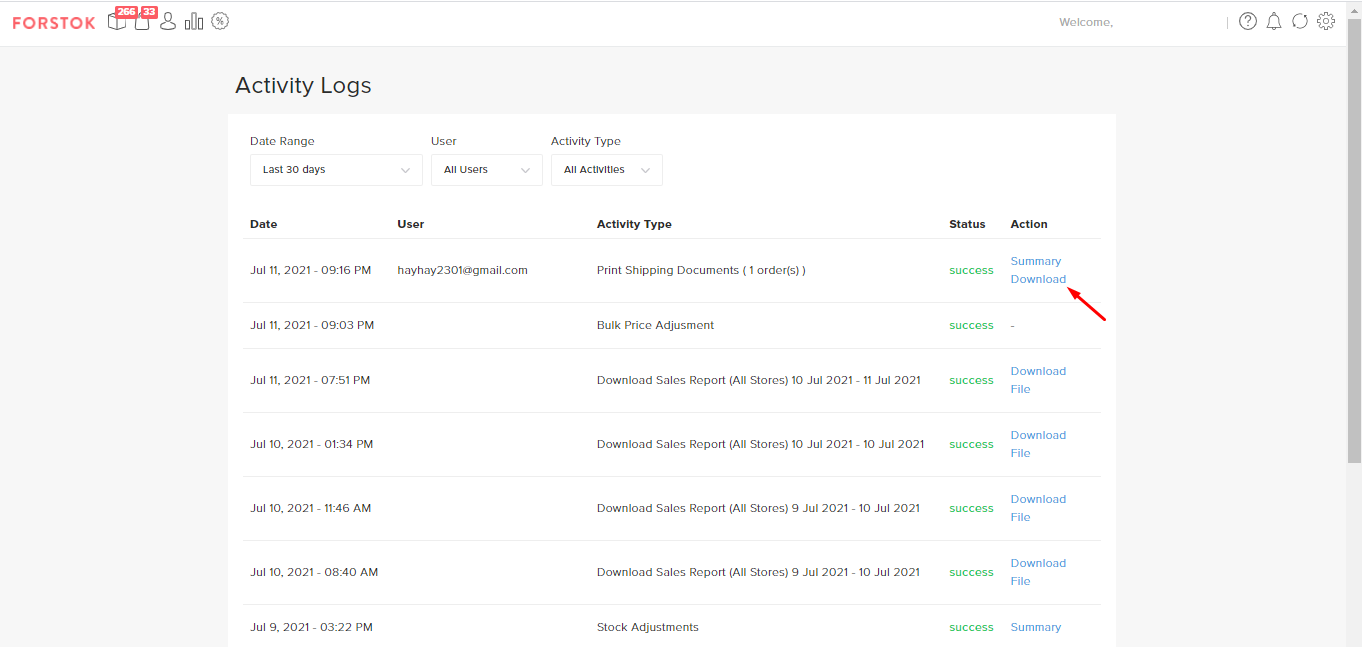 FORSTOK 266 33 % Welcome, | ?
Activity Logs
Date Range User Activity Type
Last 30 days All Users All Activities
Date User Activity Type Status Action
Jul 11, 2021 - 09:16 PM hayhay2301@gmail.com Print Shipping Documents ( 1 order(s) ) success Summary
Download
Jul 11, 2021 - 09:03 PM Bulk Price Adjusment success -
Jul 11, 2021 - 07:51 PM Download Sales Report (All Stores) 10 Jul 2021 - 11 Jul 2021 success Download
File
Jul 10, 2021 - 01:34 PM Download Sales Report (All Stores) 10 Jul 2021 - 10 Jul 2021 success Download
File
Jul 10, 2021 - 11:46 AM Download Sales Report (All Stores) 9 Jul 2021 - 10 Jul 2021 success Download
File
Jul 10, 2021 - 08:40 AM Download Sales Report (All Stores) 9 Jul 2021 - 10 Jul 2021 success Download
File
Jul 9, 2021 - 03:22 PM Stock Adjustments success Summary